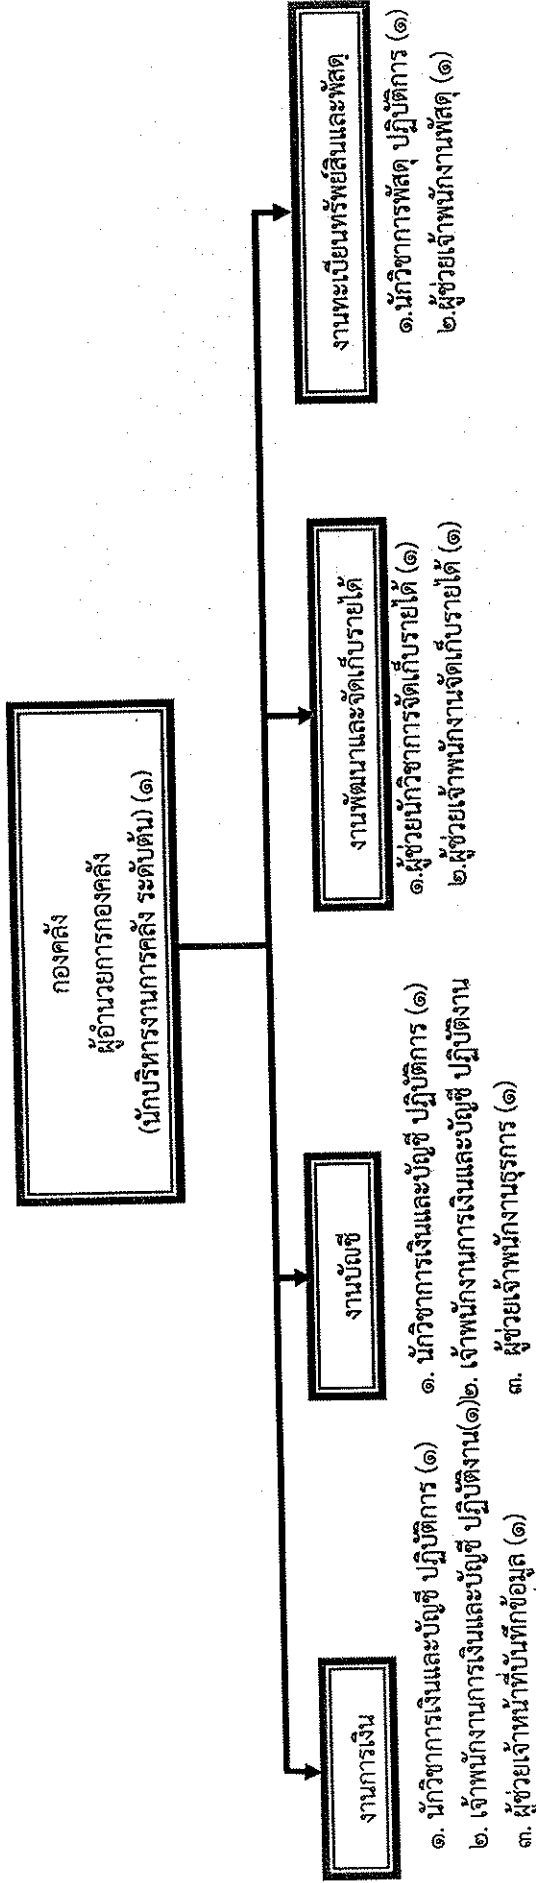 กองคลัง
ผู้อำนวยการกองคลัง
(นักบริหารงานการคลัง ระดับต้น) (๑)
งานการเงิน
๑. นักวิชาการเงินและบัญชี ปฏิบัติการ (๑)
๒. เจ้าพนักงานการเงินและบัญชี ปฏิบัติงาน(๑)
๓. ผู้ช่วยเจ้าหน้าที่บันทึกข้อมูล (๑)
งานบัญชี
๑. นักวิชาการเงินและบัญชี ปฏิบัติการ (๑)
๒. เจ้าพนักงานการเงินและบัญชี ปฏิบัติงาน
๓. ผู้ช่วยเจ้าพนักงานธุรการ (๑)
งานพัฒนาและจัดเก็บรายได้
๑.ผู้ช่วยนักวิชาการจัดเก็บรายได้ (๑)
๒.ผู้ช่วยเจ้าพนักงานจัดเก็บรายได้ (๑)
งานทะเบียนทรัพย์สินและพัสดุ
๑.นักวิชาการพัสดุ ปฏิบัติการ (๑)
๒.ผู้ช่วยเจ้าพนักงานพัสดุ (๑)